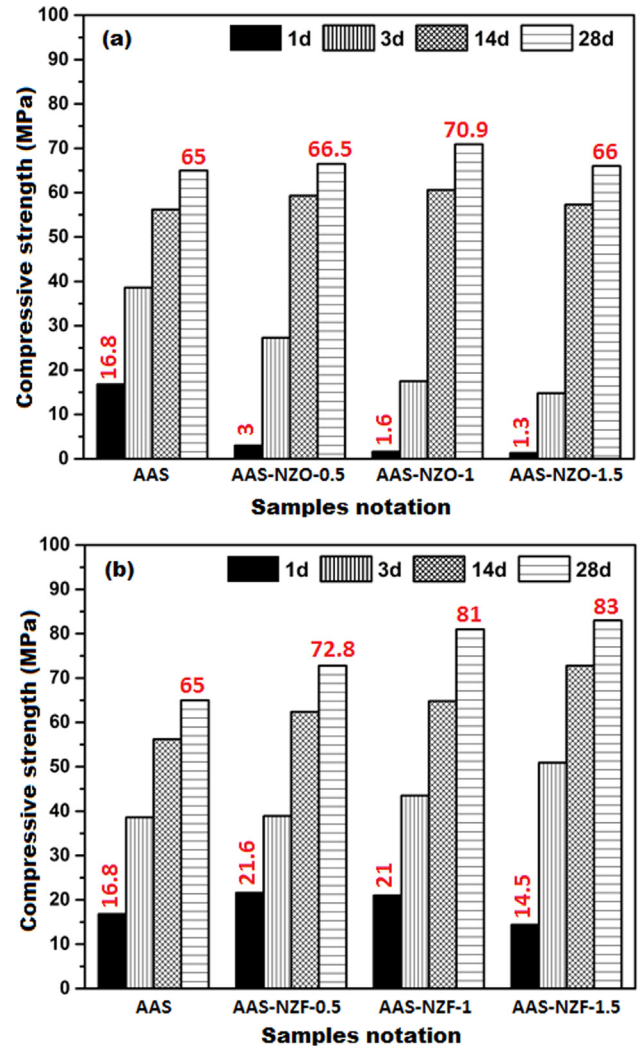 100
90
80
70
60
50
40
30
20
10
0
Compressive strength (MPa)
(a)
1d 3d 14d 28d
16.8 65 3 66.5 1.6 70.9 1.3 66
AAS AAS-NZO-0.5 AAS-NZO-1 AAS-NZO-1.5
Samples notation
100
90
80
70
60
50
40
30
20
10
0
Compressive strength (MPa)
(b)
1d 3d 14d 28d
16.8 65 21.6 72.8 21 81 14.5 83
AAS AAS-NZF-0.5 AAS-NZF-1 AAS-NZF-1.5
Samples notation